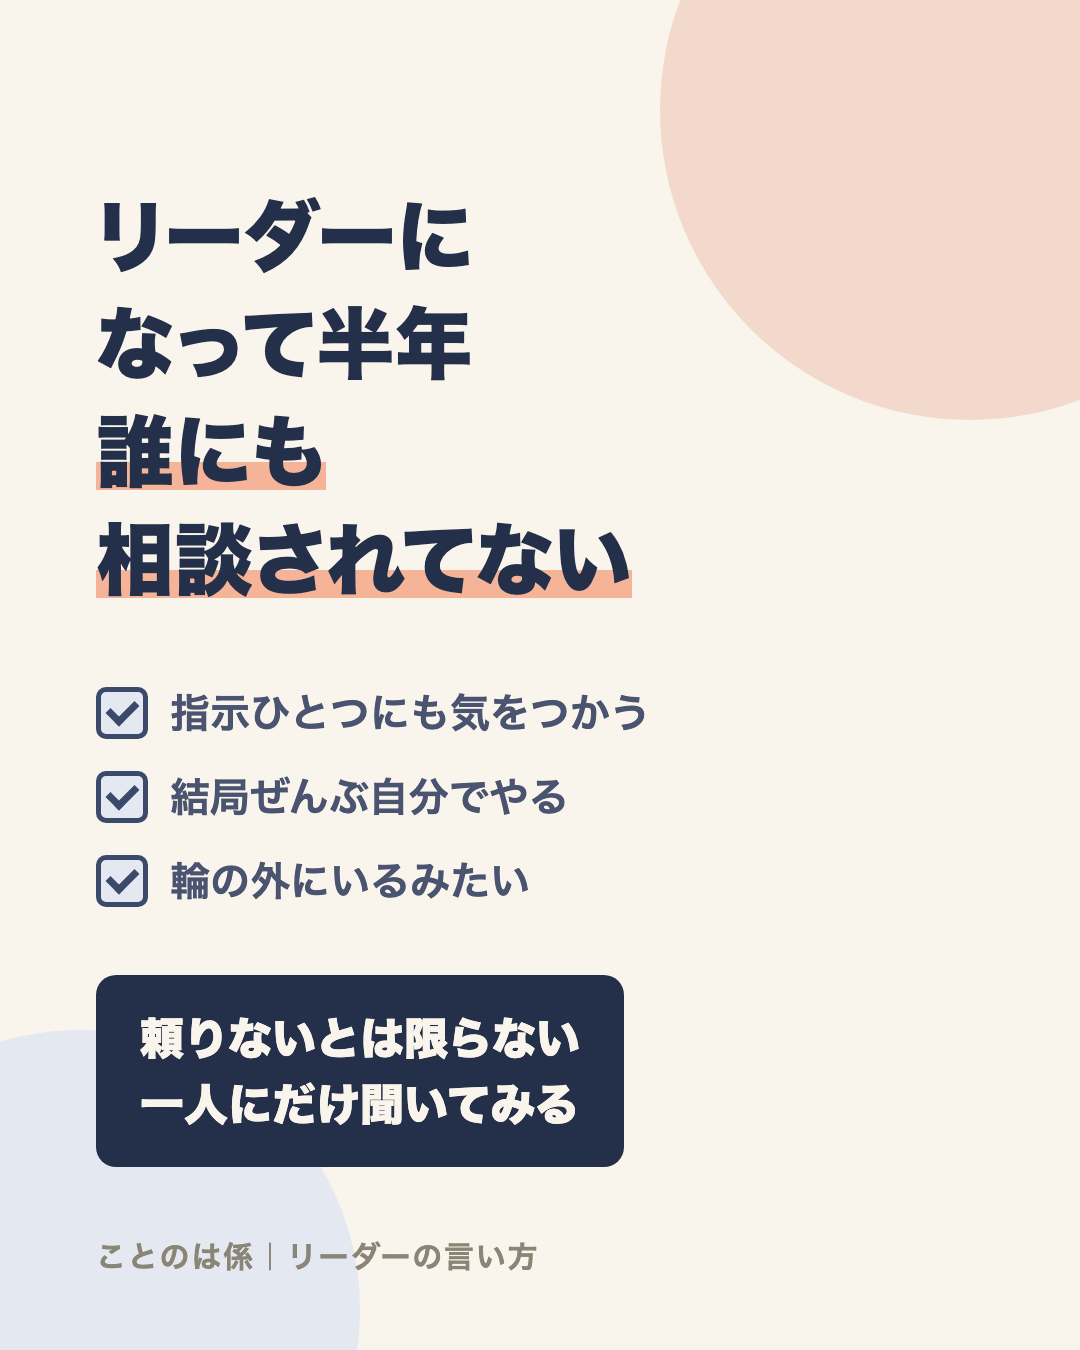 リーダーに
なって半年
誰にも
相談されてない
指示ひとつにも気をつかう
結局ぜんぶ自分でやる
輪の外にいるみたい
頼りないとは限らない
一人にだけ聞いてみる
ことのは係｜リーダーの言い方